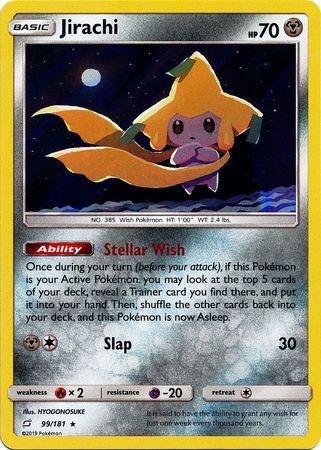 BASIC Jirachi HP 70
NO. 385 Wish Pokémon HT: 1'00" WT: 2.4 lbs.
Ability Stellar Wish
Once during your turn (before your attack), if this Pokémon
is your Active Pokémon, you may look at the top 5 cards
of your deck, reveal a Trainer card you find there, and put
it into your hand. Then, shuffle the other cards back into
your deck, and this Pokémon is now Asleep.
Slap 30
weakness ×2 resistance -20 retreat
Illus. HYOGONOSUKE
99/181 ★
©2019 Pokémon
It is said to have the ability to grant any wish for
just one week every thousand years.